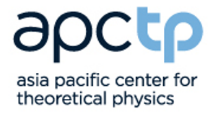 apctp
asia pacific center for
theoretical physics